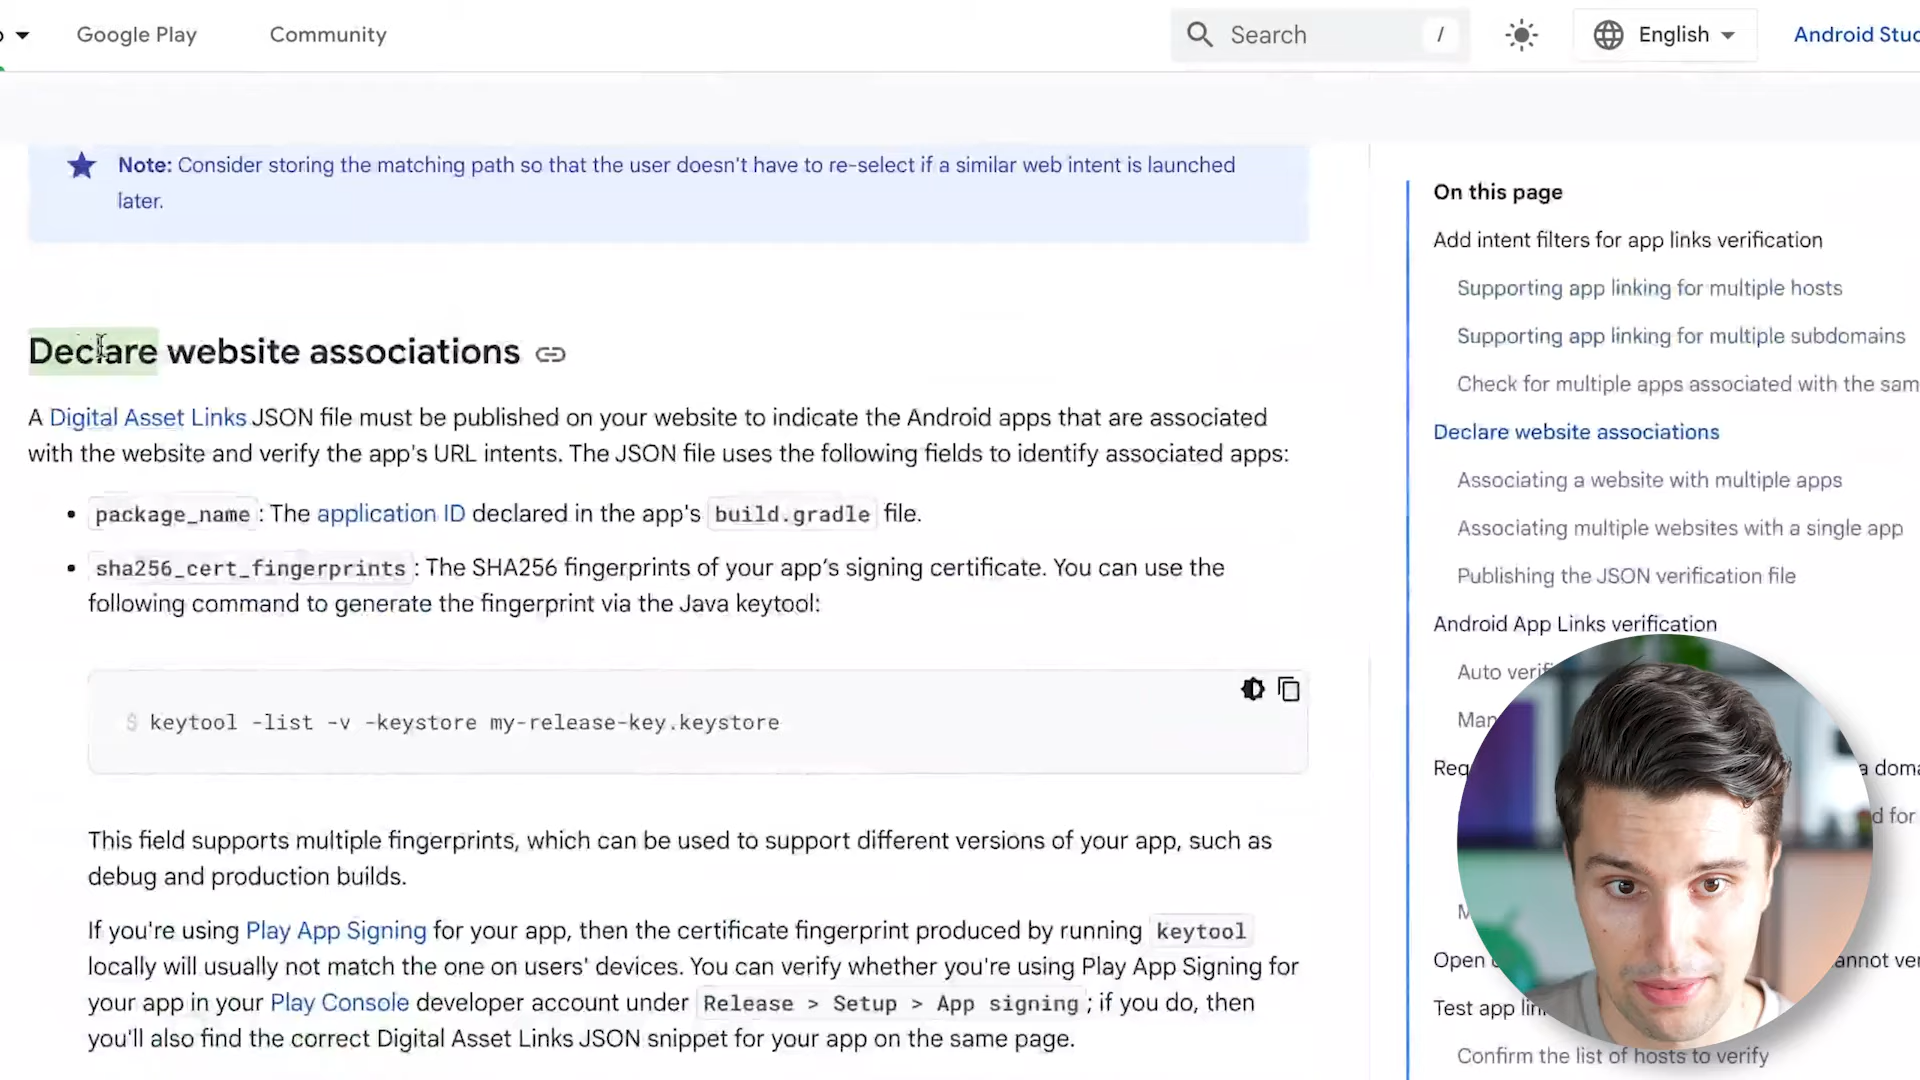 Google Play
Community
Search
/
English
Note: Consider storing the matching path so that the user doesn't have to re-select if a similar web intent is launched
later.
Declare website associations
A Digital Asset Links JSON file must be published on your website to indicate the Android apps that are associated
with the website and verify the app's URL intents. The JSON file uses the following fields to identify associated apps:
• package_name : The application ID declared in the app's build.gradle file.
• sha256_cert_fingerprints : The SHA256 fingerprints of your app's signing certificate. You can use the
following command to generate the fingerprint via the Java keytool:
$ keytool -list -v -keystore my-release-key.keystore
This field supports multiple fingerprints, which can be used to support different versions of your app, such as
debug and production builds.
If you're using Play App Signing for your app, then the certificate fingerprint produced by running keytool
locally will usually not match the one on users' devices. You can verify whether you're using Play App Signing for
your app in your Play Console developer account under Release > Setup > App signing ; if you do, then
you'll also find the correct Digital Asset Links JSON snippet for your app on the same page.
Android
On this page
Add intent filters for app links verification
Supporting app linking for multiple hosts
Supporting app linking for multiple subdomains
Check for multiple apps associated with the
Declare website associations
Associating a website with multiple apps
Associating multiple websites with a single app
Publishing the JSON verification file
Android App Links verification
Auto
a
for
Open
Test app
Confirm the list of hosts to verify